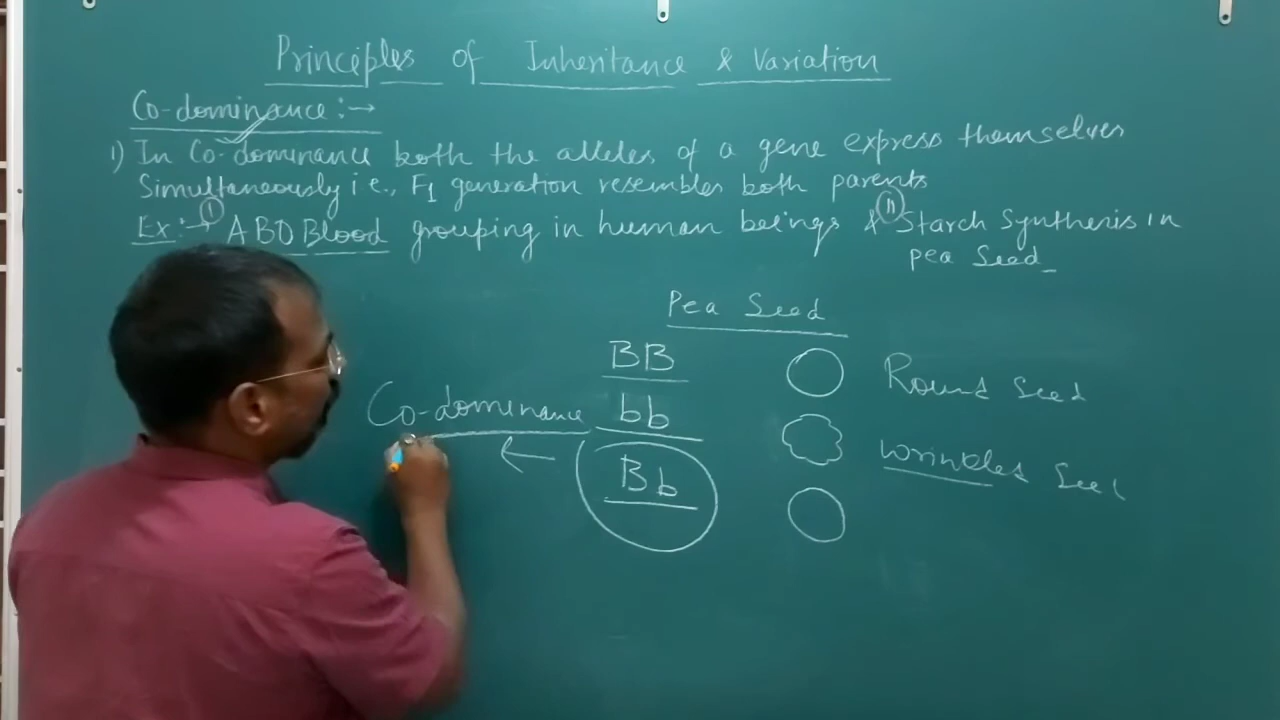 Principles of Inheritance & Variation
Co-dominance :→
1) In Co-dominance both the alleles of a gene express themselves
Simultaneously i e., F1 generation resembles both parents
Ex :→ (I) ABO Blood grouping in human beings & (II) Starch Synthesis in
pea Seed
Pea Seed
BB Round Seed
Co-dominance bb Wrinkled Seed
← Bb